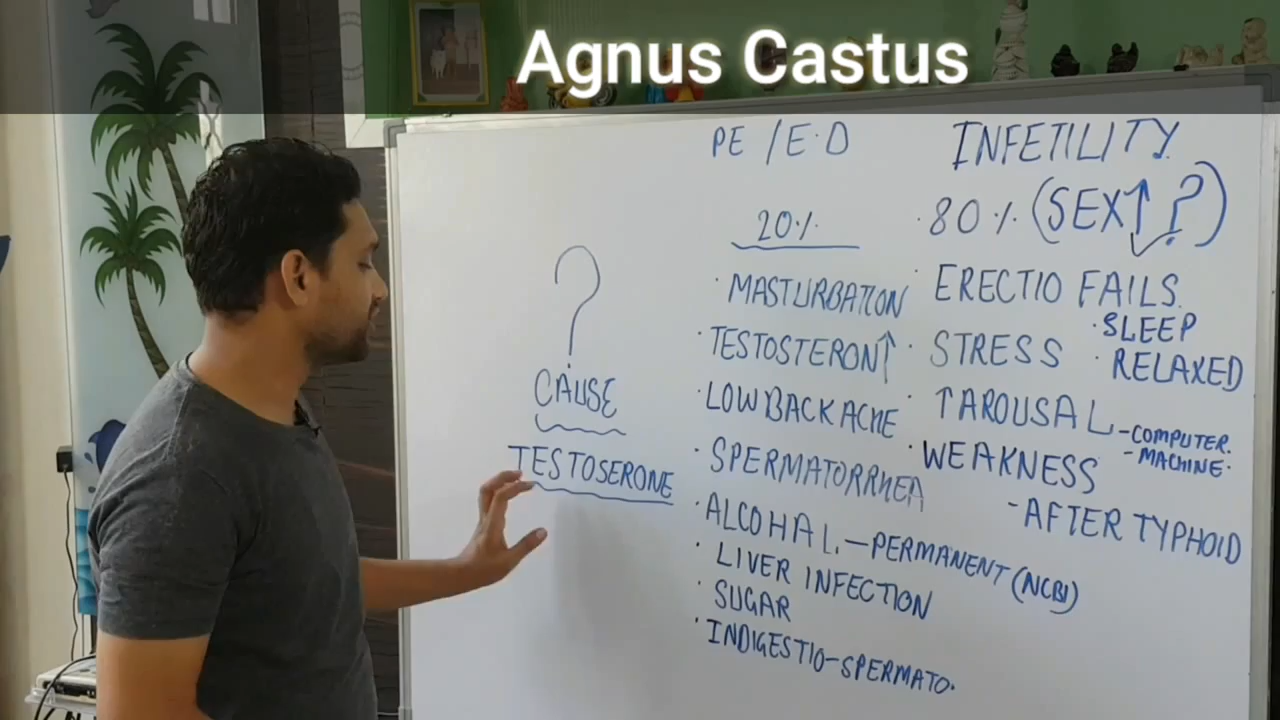 Agnus Castus
PE / E.D
INFETILITY
20%
80% (SEX↑ ?)
?
CAUSE
TESTOSERONE
· MASTURBATION
· TESTOSTERON↑
· LOW BACK ACHE
· SPERMATORRHEA
· ALCOHAL. - PERMANENT (NCBI)
· LIVER INFECTION
· SUGAR
· INDIGESTIO-SPERMATO.
· ERECTIO FAILS.
· STRESS
· SLEEP
· RELAXED
↑ AROUSAL
- COMPUTER.
- MACHINE.
· WEAKNESS
- AFTER TYPHOID